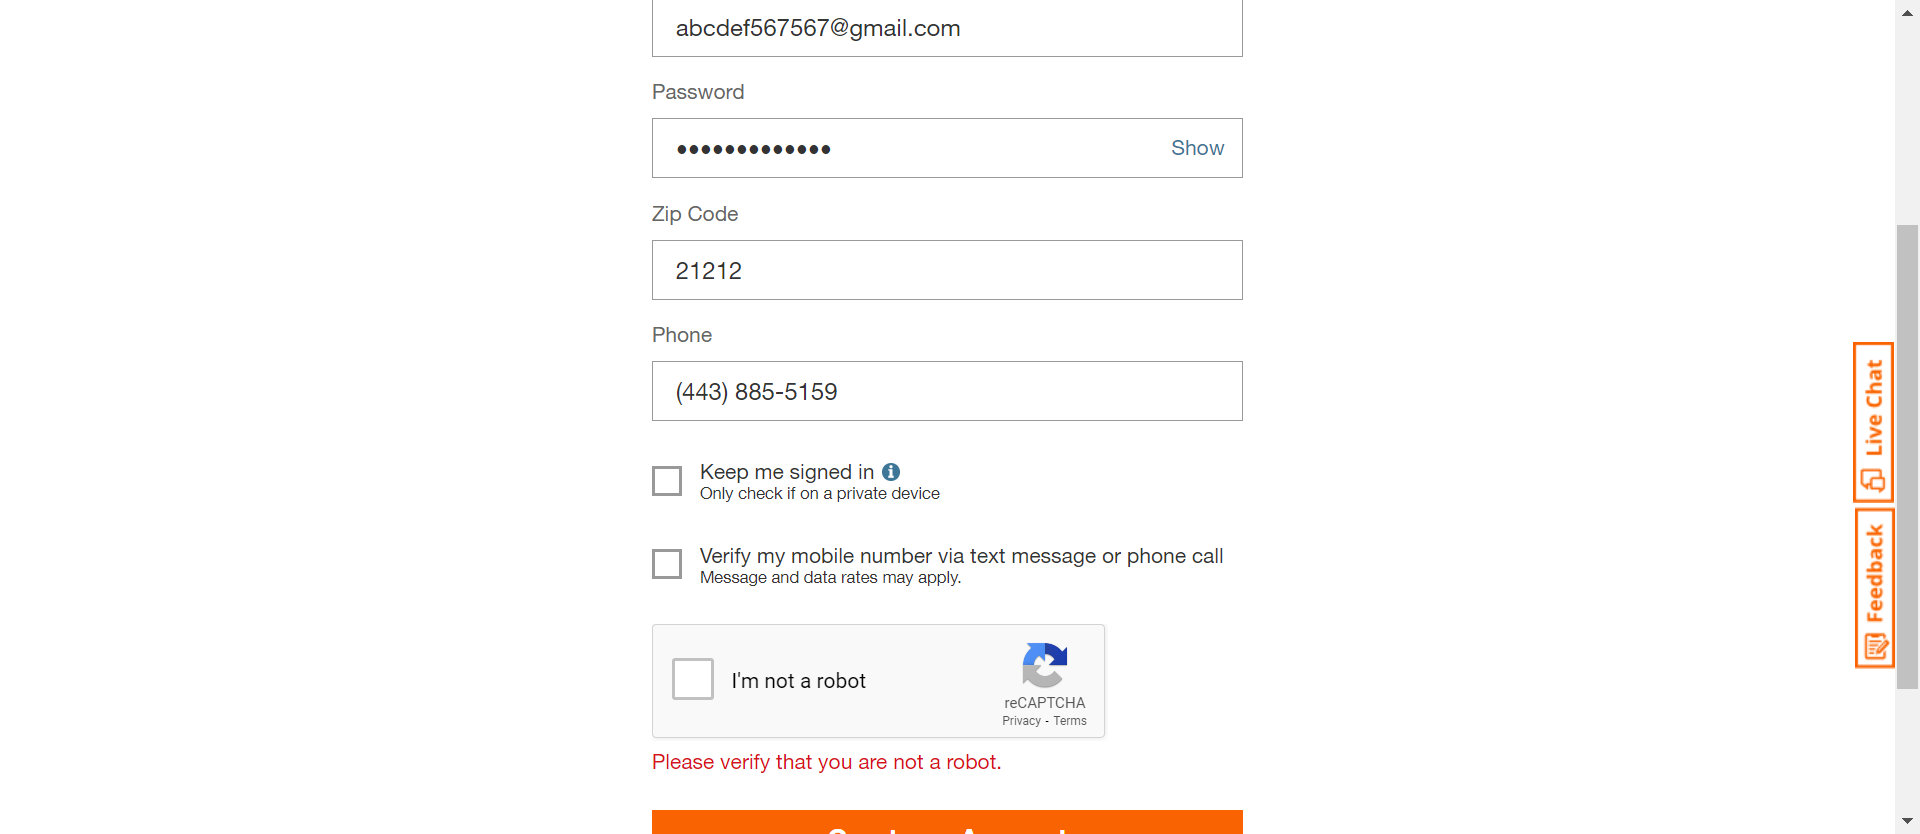 abcdef567567@gmail.com
Password
•••••••••••••
Show
Zip Code
21212
Phone
(443) 885-5159
Keep me signed in
Only check if on a private device
Verify my mobile number via text message or phone call
Message and data rates may apply.
I'm not a robot
reCAPTCHA
Privacy - Terms
Please verify that you are not a robot.
Live Chat
Feedback